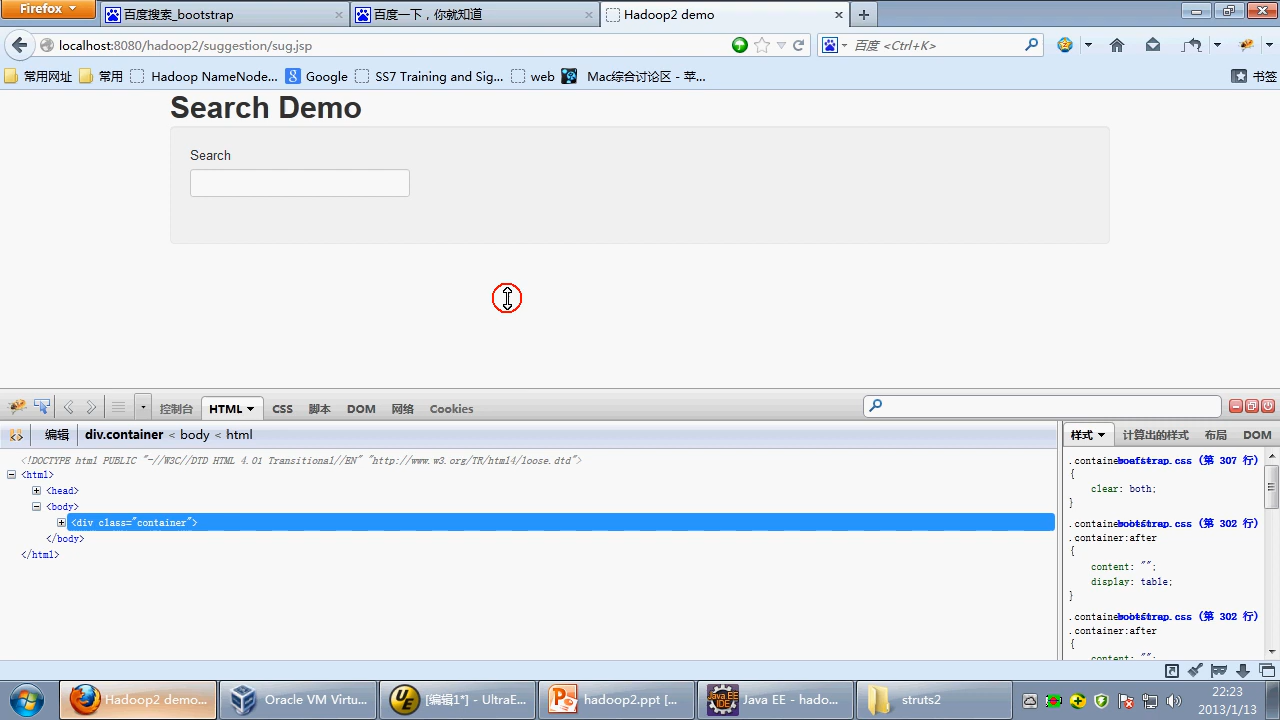 Firefox
百度搜索_bootstrap
百度一下，你就知道
Hadoop2 demo
localhost:8080/hadoop2/suggestion/sug.jsp
百度 <Ctrl+K>
常用网址
常用
Hadoop NameNode...
Google
SS7 Training and Sig...
web
Mac综合讨论区 - 苹...
书签
Search Demo
Search
控制台
HTML
CSS
脚本
DOM
网络
Cookies
编辑
div.container < body < html
样式
计算出的样式
布局
DOM
<!DOCTYPE html PUBLIC "-//W3C//DTD HTML 4.01 Transitional//EN" "http://www.w3.org/TR/html4/loose.dtd">
<html>
<head>
<body>
<div class="container">
</body>
</html>
bootstrap.css (第 307 行)
{
clear: both;
}
bootstrap.css (第 302 行)
.container:after
{
content: "";
display: table;
}
bootstrap.css (第 302 行)
.container:after
{
content: "";
Hadoop2 demo...
Oracle VM Virtu...
[编辑1*] - UltraE...
hadoop2.ppt [...
Java EE - hado...
struts2
22:23
2013/1/13